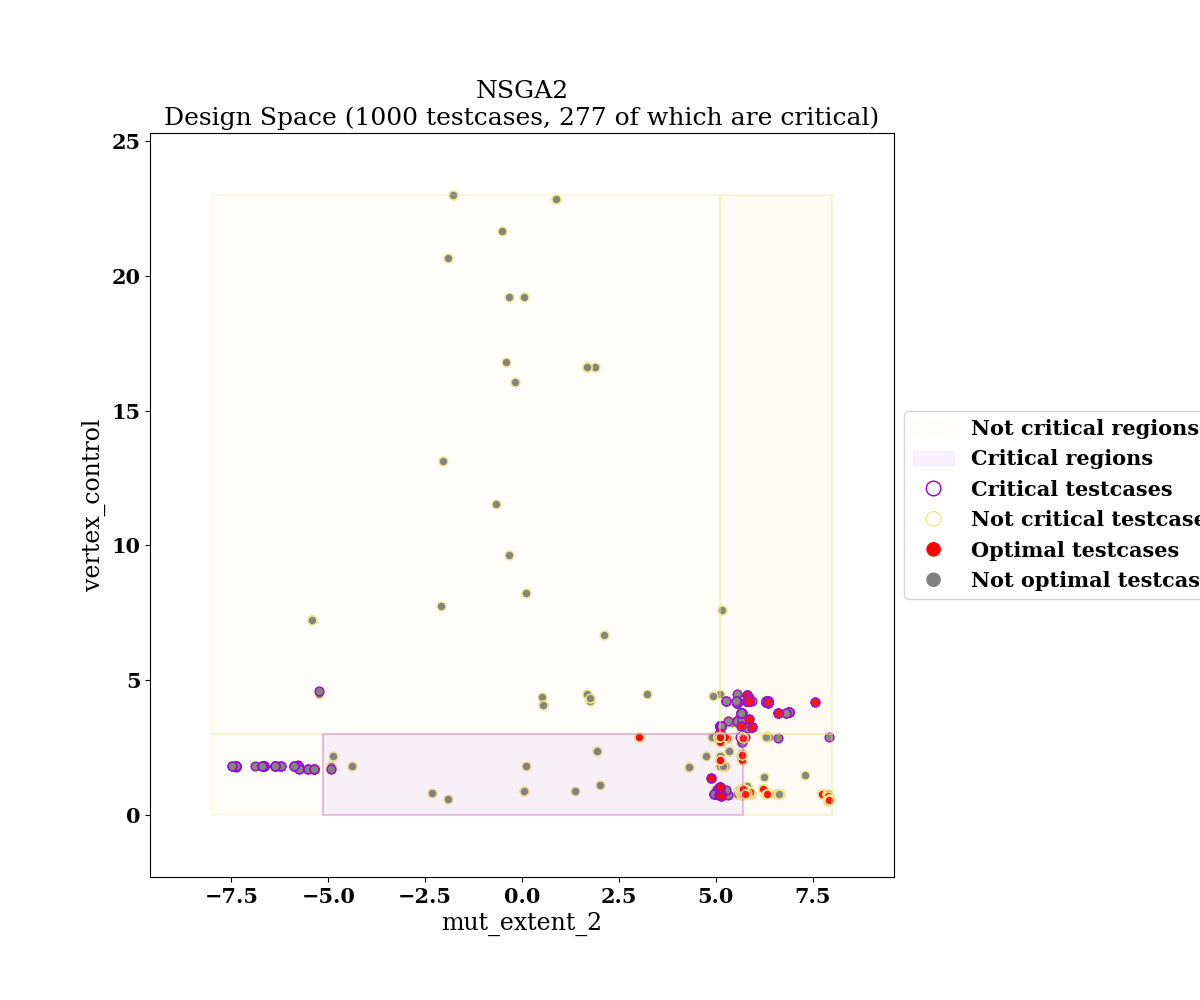 NSGA2
Design Space (1000 testcases, 277 of which are critical)
25
20
15
10
5
0
vertex_control
−7.5
−5.0
−2.5
0.0
2.5
5.0
7.5
mut_extent_2
Not critical regions
Critical regions
Critical testcases
Not critical testcase
Optimal testcases
Not optimal testcas